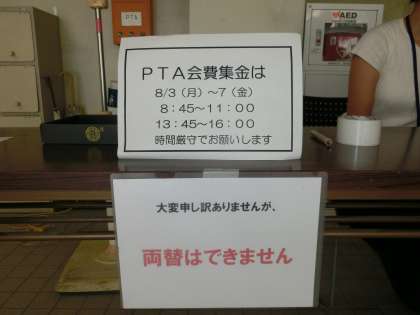 AED
PTA会費集金は
8/3（月）～7（金）
8：45～11：00
13：45～16：00
時間厳守でお願いします
大変申し訳ありませんが、
両替はできません